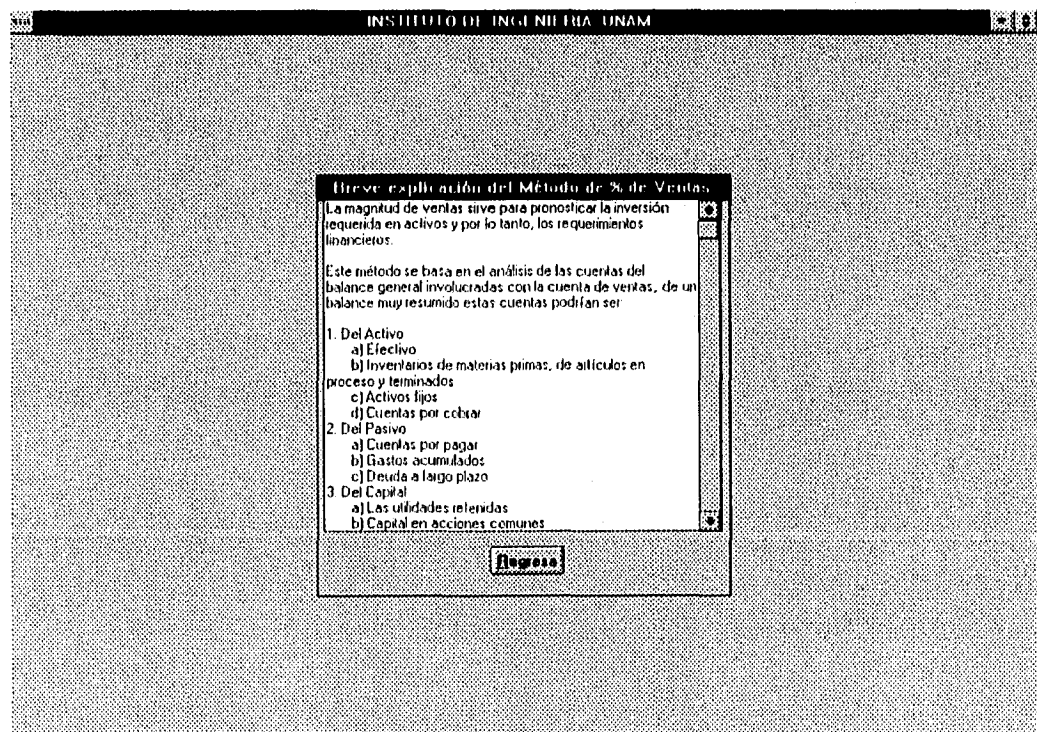 INSTITUTO DE INGENIERIA, UNAM
Breve explicación del Método de % de Ventas
La magnitud de ventas sirve para pronosticar la inversión
requerida en activos y por lo tanto, los requerimientos
financieros.
Este método se basa en el análisis de las cuentas del
balance general involucradas con la cuenta de ventas, de un
balance muy resumido estas cuentas podrían ser
1. Del Activo
a) Efectivo
b) Inventarios de materias primas, de artículos en
proceso y terminados
c) Activos fijos
d) Cuentas por cobrar
2. Del Pasivo
a) Cuentas por pagar
b) Gastos acumulados
c) Deuda a largo plazo
3. Del Capital
a) Las utilidades retenidas
b) Capital en acciones comunes
Regresa